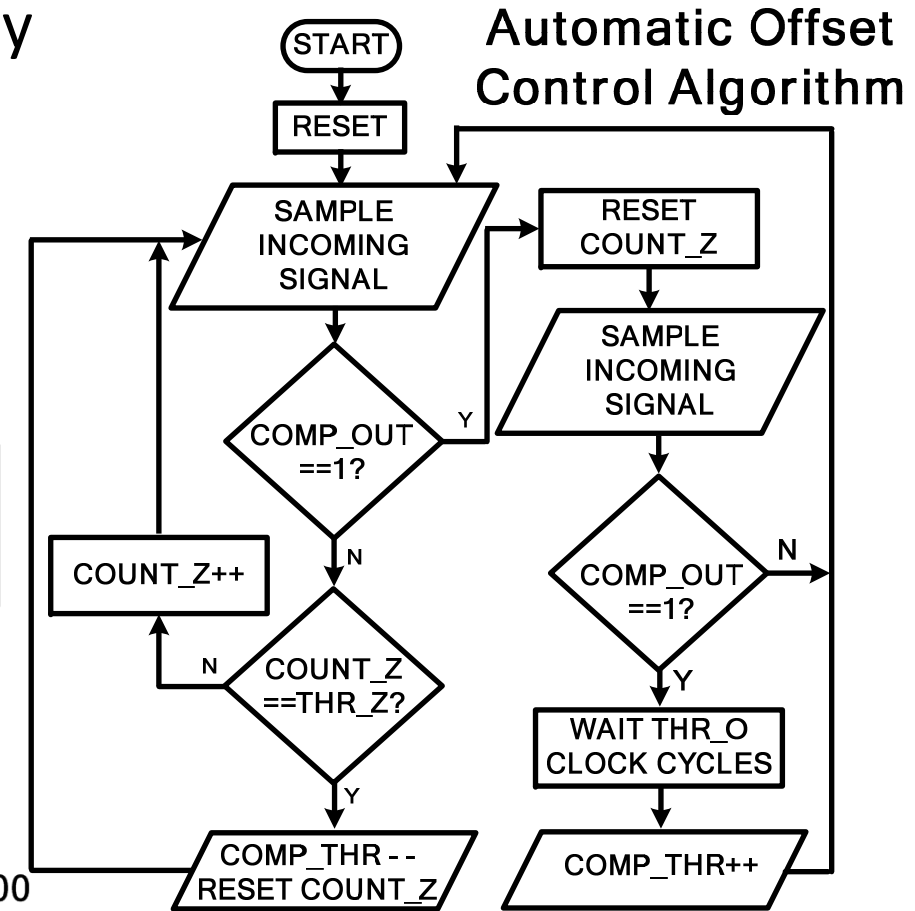 y
Automatic Offset
Control Algorithm
START
RESET
SAMPLE
INCOMING
SIGNAL
RESET
COUNT_Z
SAMPLE
INCOMING
SIGNAL
COMP_OUT
==1?
Y
N
COUNT_Z++
COMP_OUT
==1?
N
Y
COUNT_Z
==THR_Z?
N
Y
WAIT THR_O
CLOCK CYCLES
COMP_THR--
RESET COUNT_Z
COMP_THR++
00